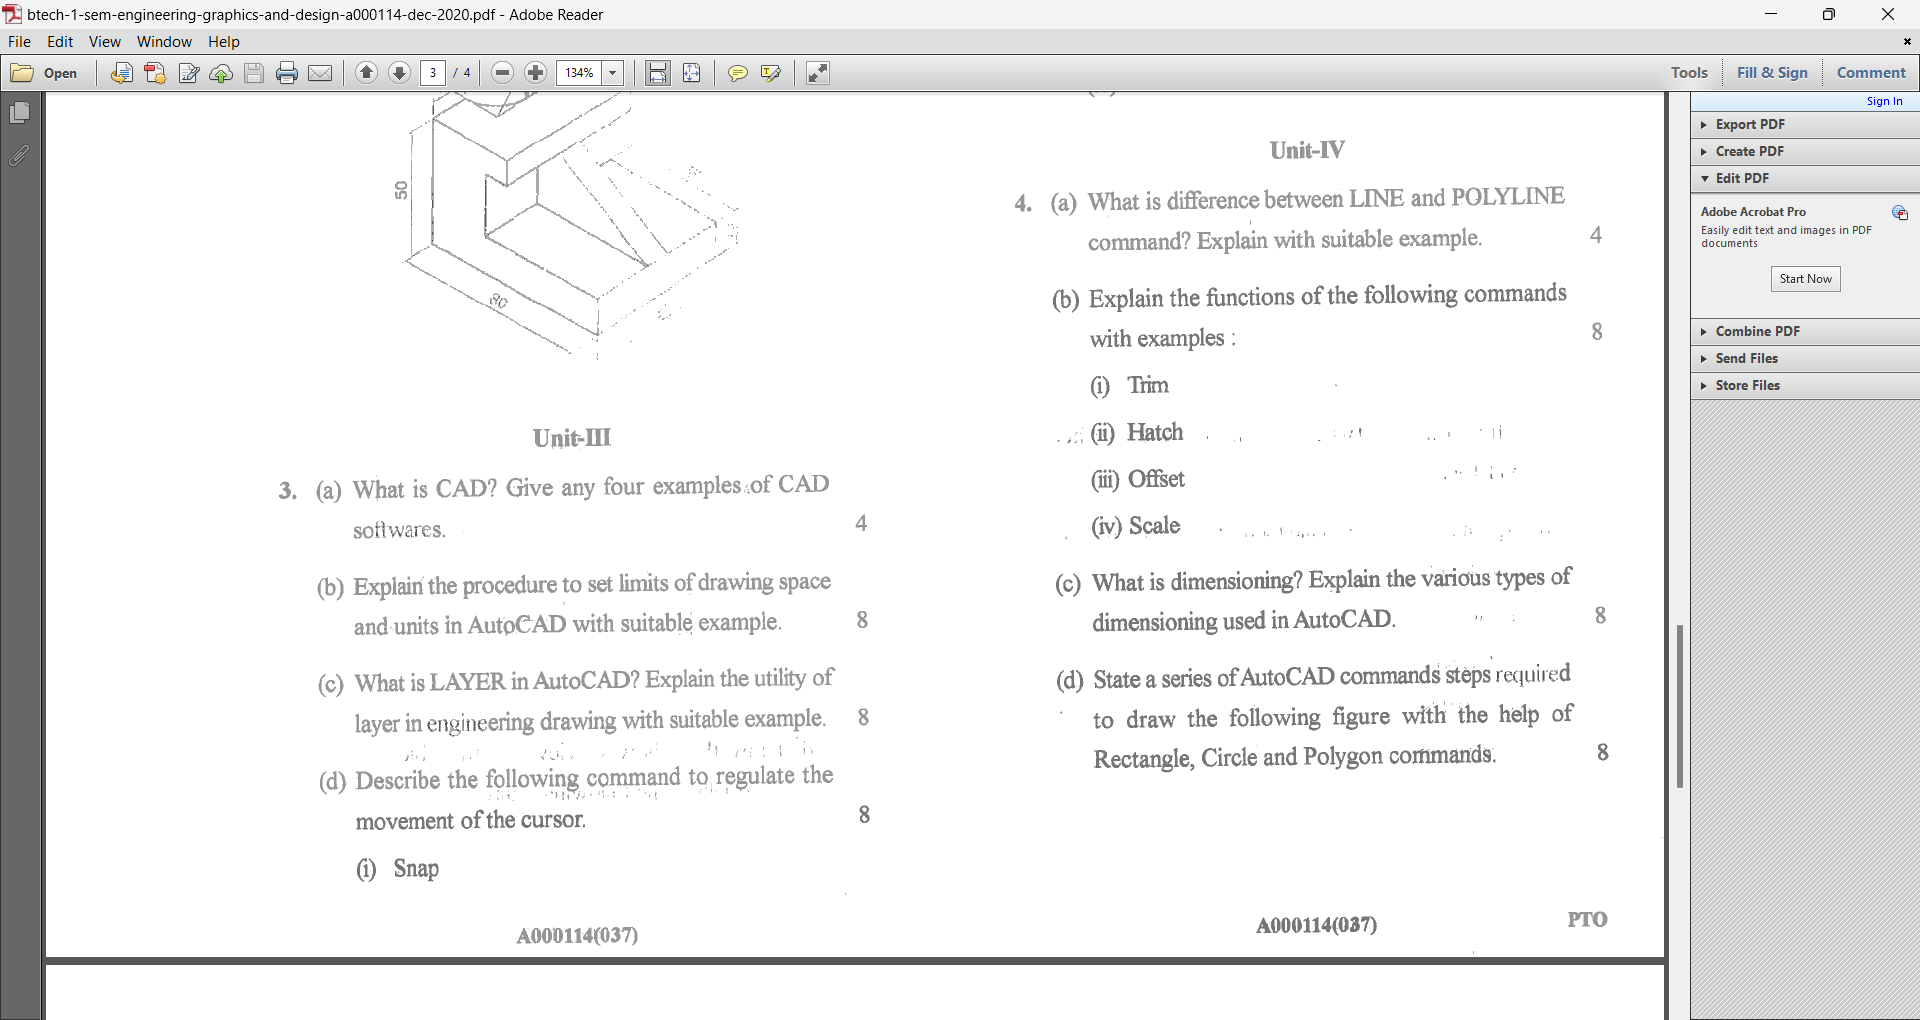 btech-1-sem-engineering-graphics-and-design-a000114-dec-2020.pdf - Adobe Reader
File Edit View Window Help
Open 3 / 4 134% Tools Fill & Sign Comment
Sign In
Export PDF
Create PDF
Edit PDF
Adobe Acrobat Pro
Easily edit text and images in PDF
documents
Start Now
Combine PDF
Send Files
Store Files
50
80
Unit-III
3. (a) What is CAD? Give any four examples of CAD
softwares. 4
(b) Explain the procedure to set limits of drawing space
and units in AutoCAD with suitable example. 8
(c) What is LAYER in AutoCAD? Explain the utility of
layer in engineering drawing with suitable example. 8
(d) Describe the following command to regulate the
movement of the cursor. 8
(i) Snap
A000114(037)
Unit-IV
4. (a) What is difference between LINE and POLYLINE
command? Explain with suitable example. 4
(b) Explain the functions of the following commands
with examples : 8
(i) Trim
(ii) Hatch
(iii) Offset
(iv) Scale
(c) What is dimensioning? Explain the various types of
dimensioning used in AutoCAD. 8
(d) State a series of AutoCAD commands steps required
to draw the following figure with the help of
Rectangle, Circle and Polygon commands. 8
A000114(037) PTO